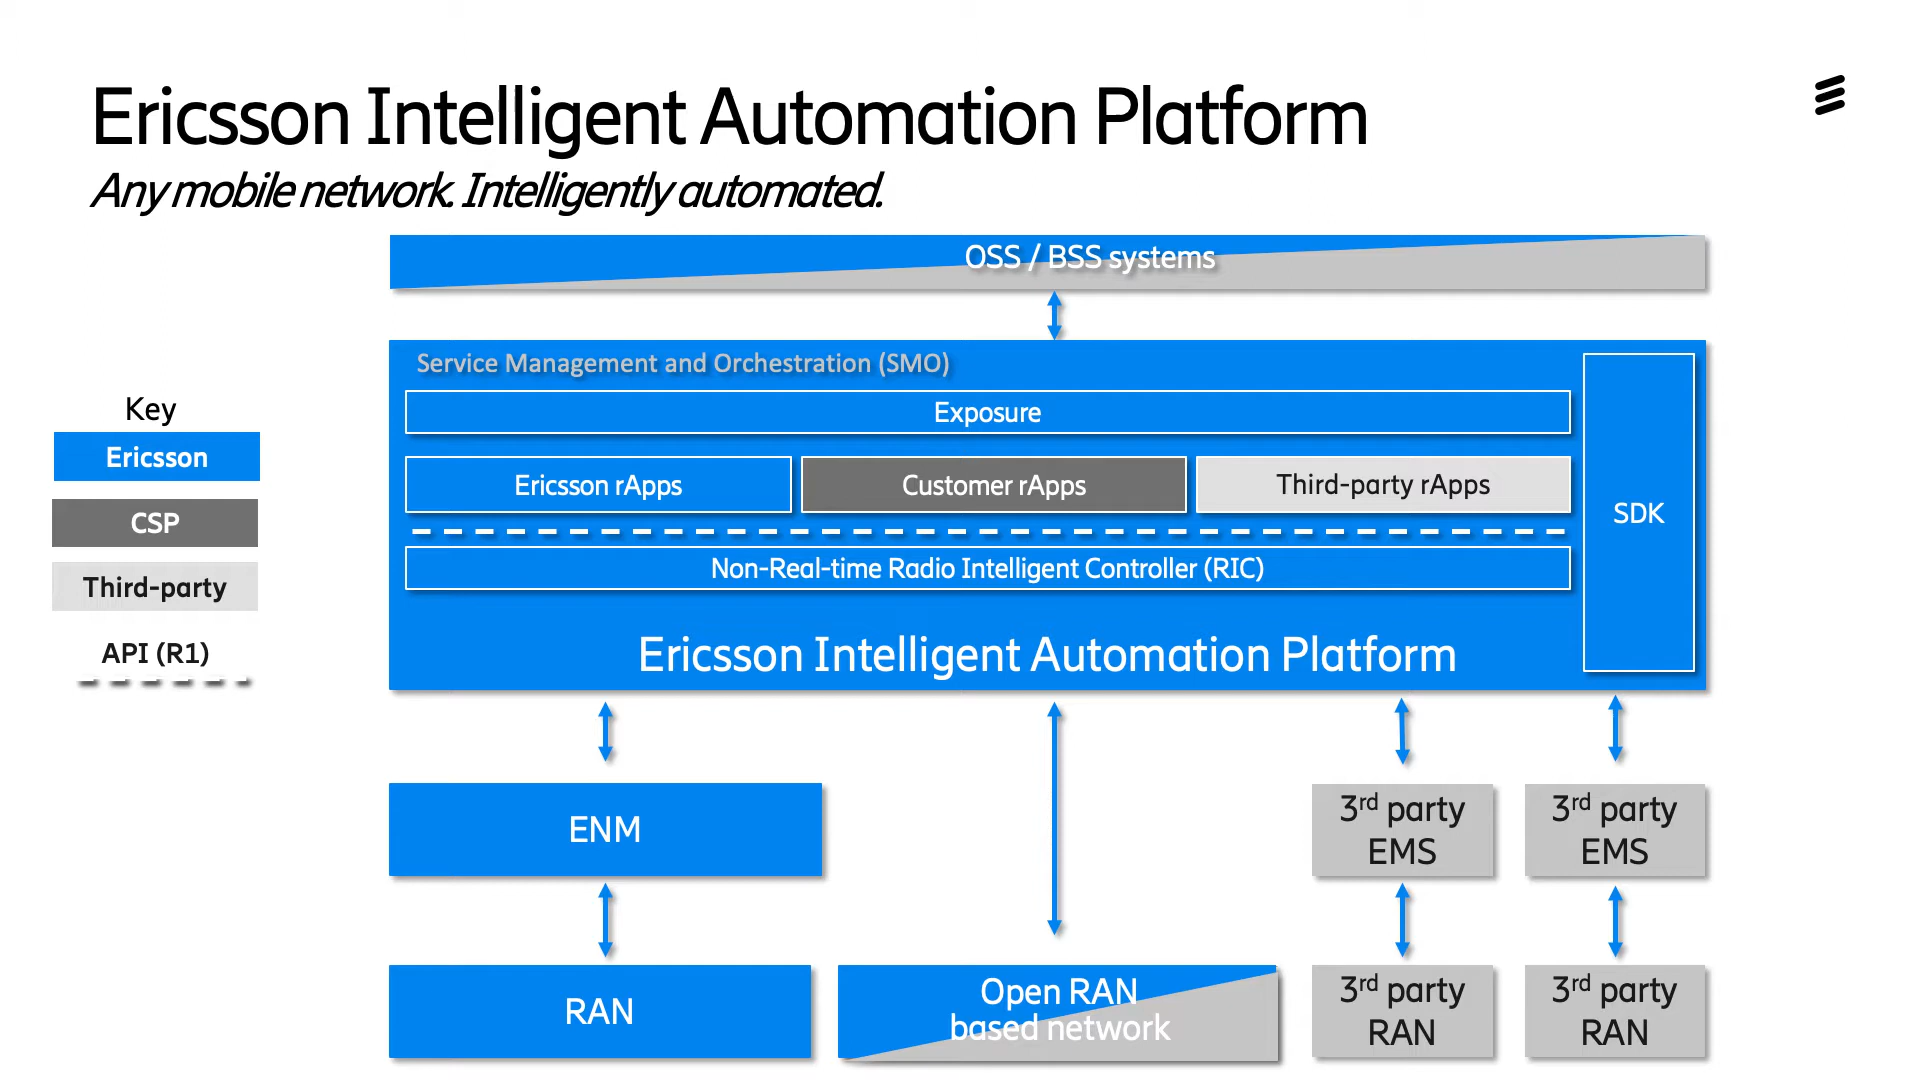 Ericsson Intelligent Automation Platform
Any mobile network. Intelligently automated.
OSS / BSS systems
Service Management and Orchestration (SMO)
Exposure
Ericsson rApps
Customer rApps
Third-party rApps
Non-Real-time Radio Intelligent Controller (RIC)
SDK
Ericsson Intelligent Automation Platform
Key
Ericsson
CSP
Third-party
API (R1)
ENM
3rd party
EMS
3rd party
EMS
RAN
Open RAN
based network
3rd party
RAN
3rd party
RAN